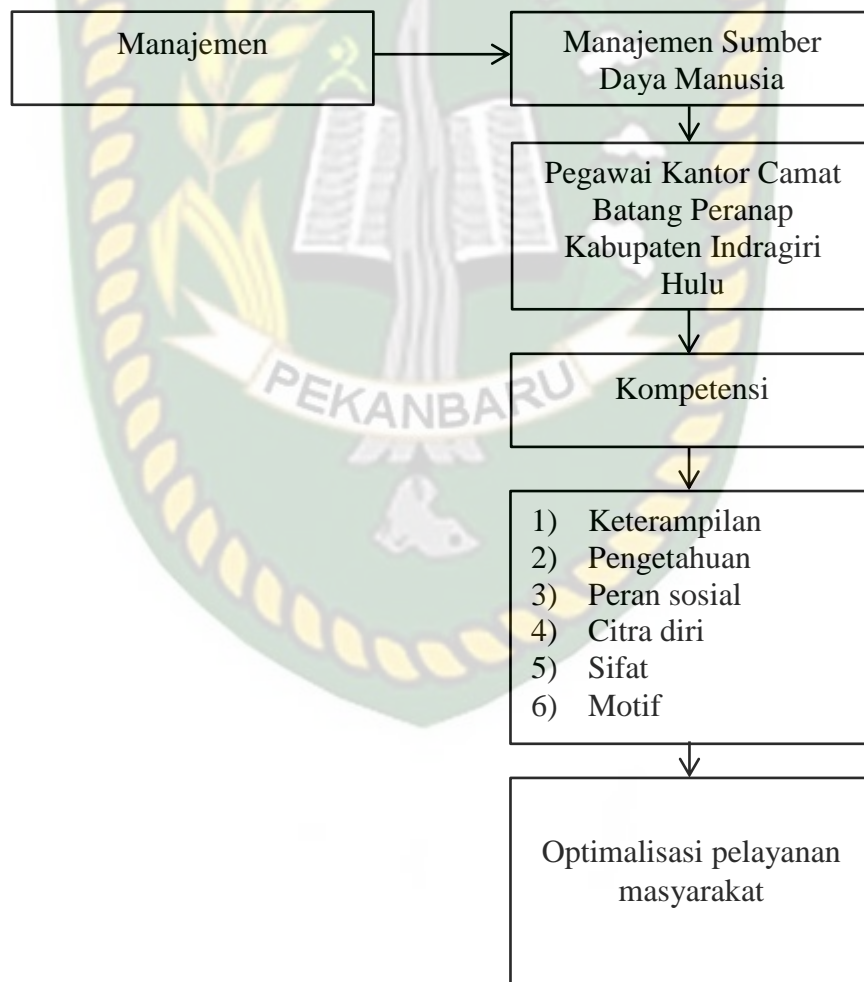 Manajemen
Manajemen Sumber
Daya Manusia
Pegawai Kantor Camat
Batang Peranap
Kabupaten Indragiri
Hulu
Kompetensi
1) Keterampilan
2) Pengetahuan
3) Peran sosial
4) Citra diri
5) Sifat
6) Motif
Optimalisasi pelayanan
masyarakat
PEKANBARU